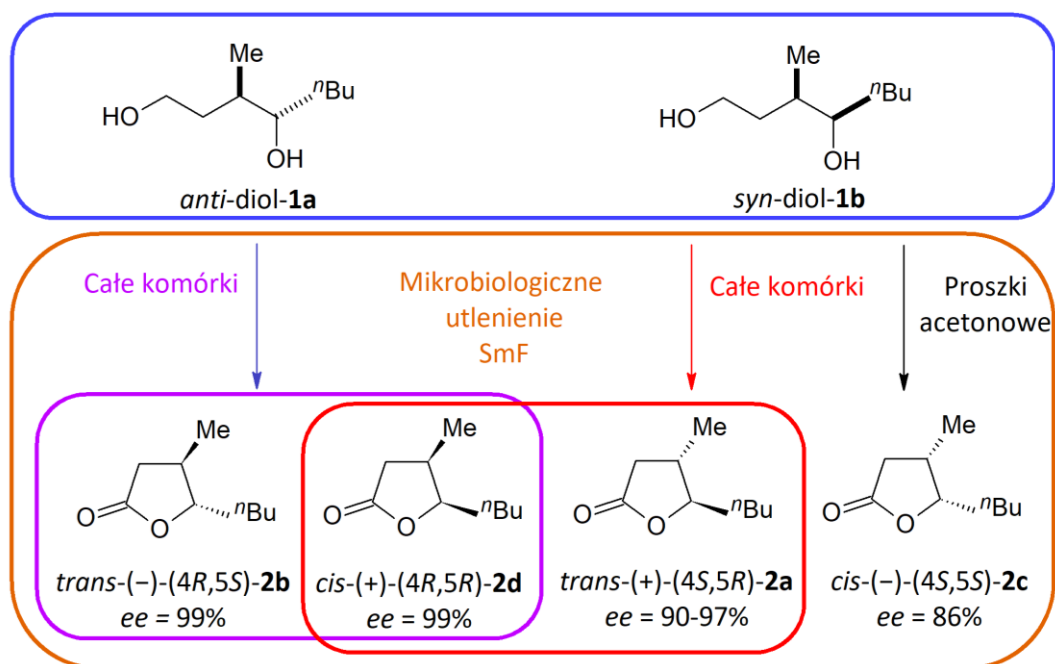 Me
ⁿBu
HO
OH
anti-diol-1a
Me
ⁿBu
HO
OH
syn-diol-1b
Całe komórki
Mikrobiologiczne
utlenienie
SmF
Całe komórki
Proszki
acetonowe
Me
O
O
ⁿBu
trans-(−)-(4R,5S)-2b
ee = 99%
Me
O
O
ⁿBu
cis-(+)-(4R,5R)-2d
ee = 99%
Me
O
O
ⁿBu
trans-(+)-(4S,5R)-2a
ee = 90-97%
Me
O
O
ⁿBu
cis-(−)-(4S,5S)-2c
ee = 86%